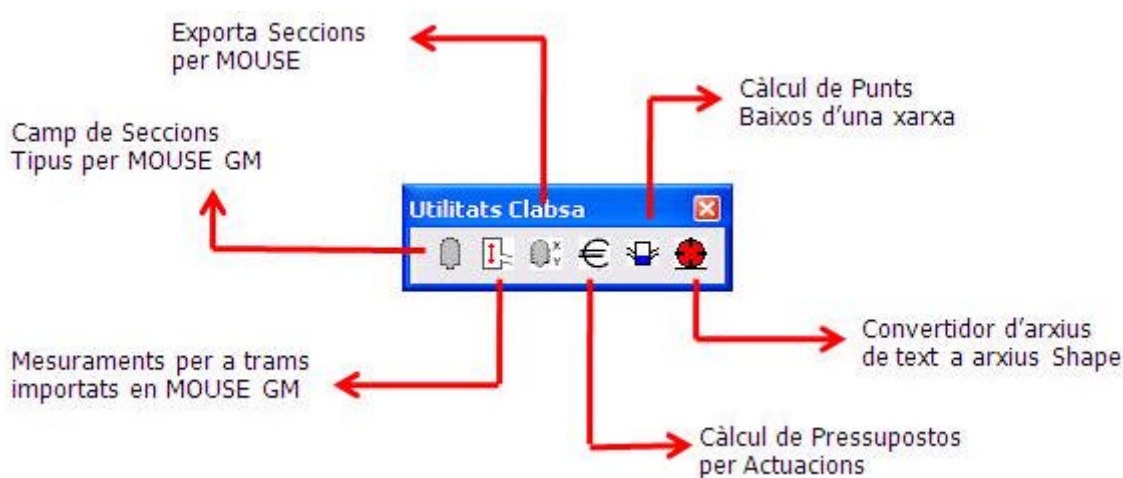 Exporta Seccions
per MOUSE
Càlcul de Punts
Baixos d'una xarxa
Camp de Seccions
Tipus per MOUSE GM
Utilitats Clabsa
X
Y
Mesuraments per a trams
importats en MOUSE GM
Convertidor d'arxius
de text a arxius Shape
Càlcul de Pressupostos
per Actuacions